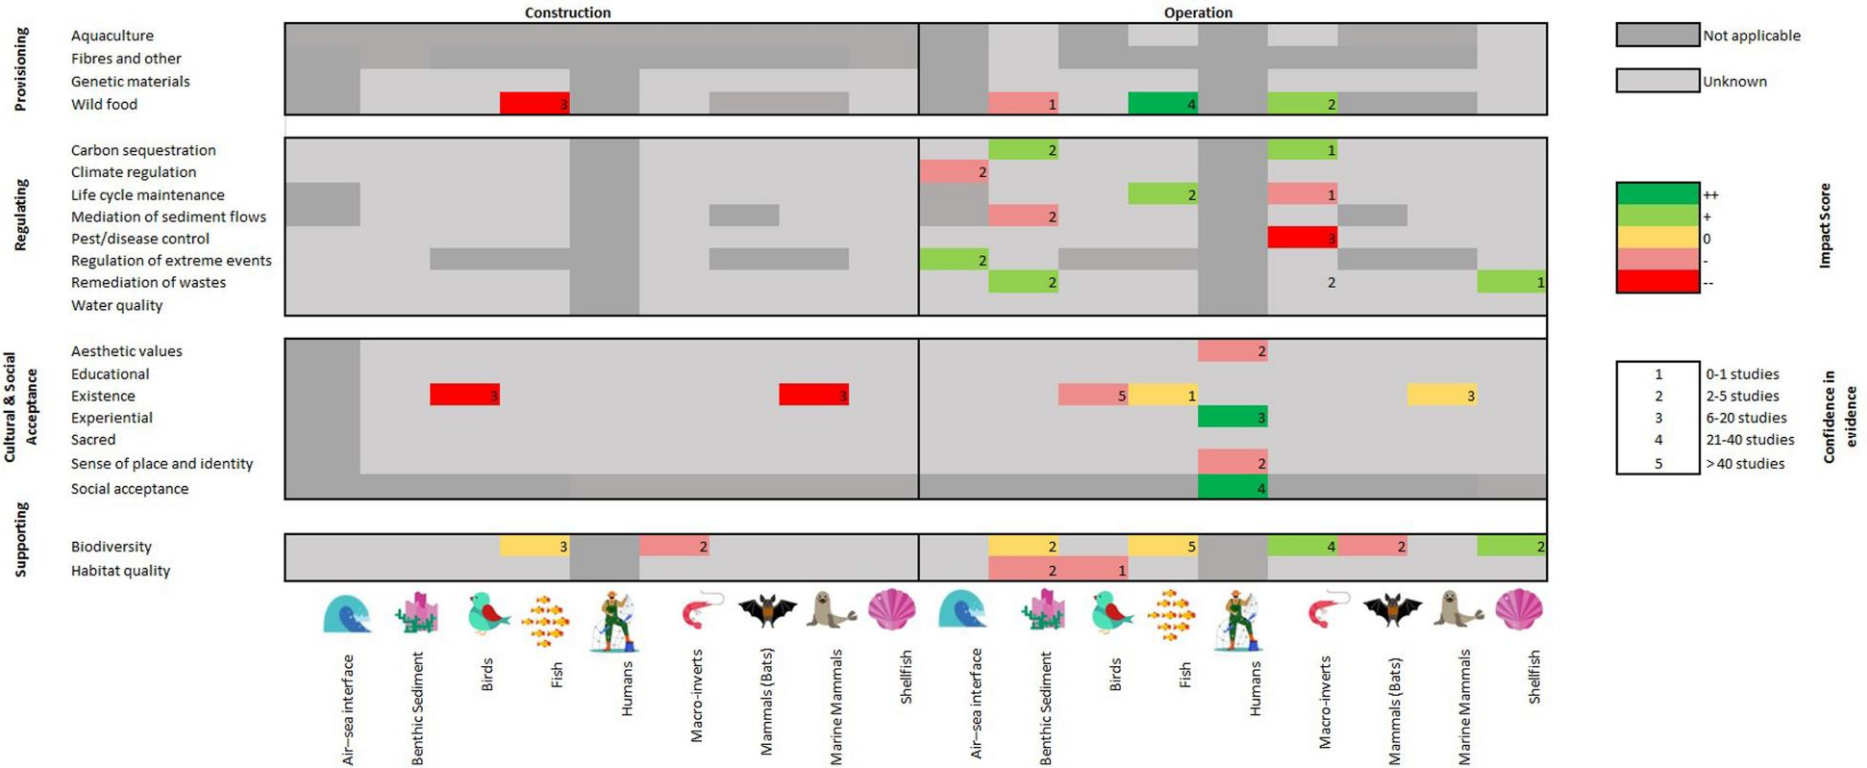 Construction Operation
Provisioning
Aquaculture
Fibres and other
Genetic materials
Wild food 3 1 4 2
Not applicable
Unknown
Regulating
Carbon sequestration 2 1
Climate regulation 2
Life cycle maintenance 2 1
Mediation of sediment flows 2
Pest/disease control 3
Regulation of extreme events 2
Remediation of wastes 2 2 1
Water quality
++
+
0
-
--
Impact Score
Cultural & Social
Acceptance
Aesthetic values 2
Educational
Existence 3 3 5 1 3
Experiential 3
Sacred
Sense of place and identity 2
Social acceptance 4
1 0-1 studies
2 2-5 studies
3 6-20 studies
4 21-40 studies
5 >40 studies
Confidence in
evidence
Supporting
Biodiversity 3 2 2 5 4 2 2
Habitat quality 2 1
Air–sea interface
Benthic Sediment
Birds
Fish
Humans
Macro-inverts
Mammals (Bats)
Marine Mammals
Shellfish
Air–sea interface
Benthic Sediment
Birds
Fish
Humans
Macro-inverts
Mammals (Bats)
Marine Mammals
Shellfish